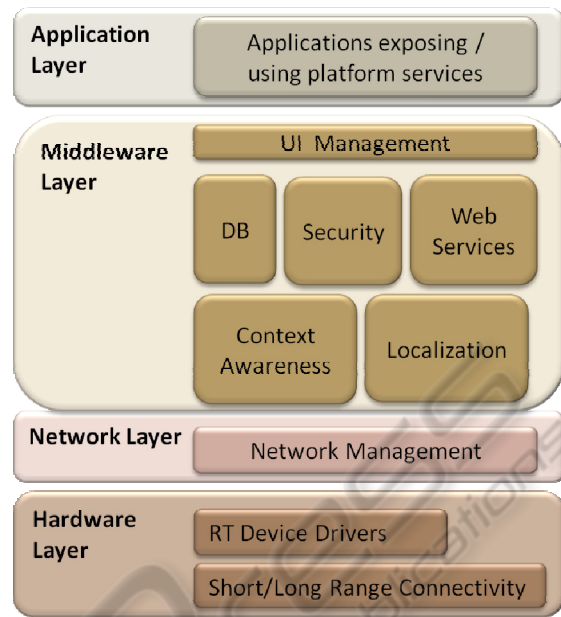 Application
Layer
Applications exposing /
using platform services
Middleware
Layer
UI Management
DB
Security
Web
Services
Context
Awareness
Localization
Network Layer
Network Management
Hardware
Layer
RT Device Drivers
Short/Long Range Connectivity